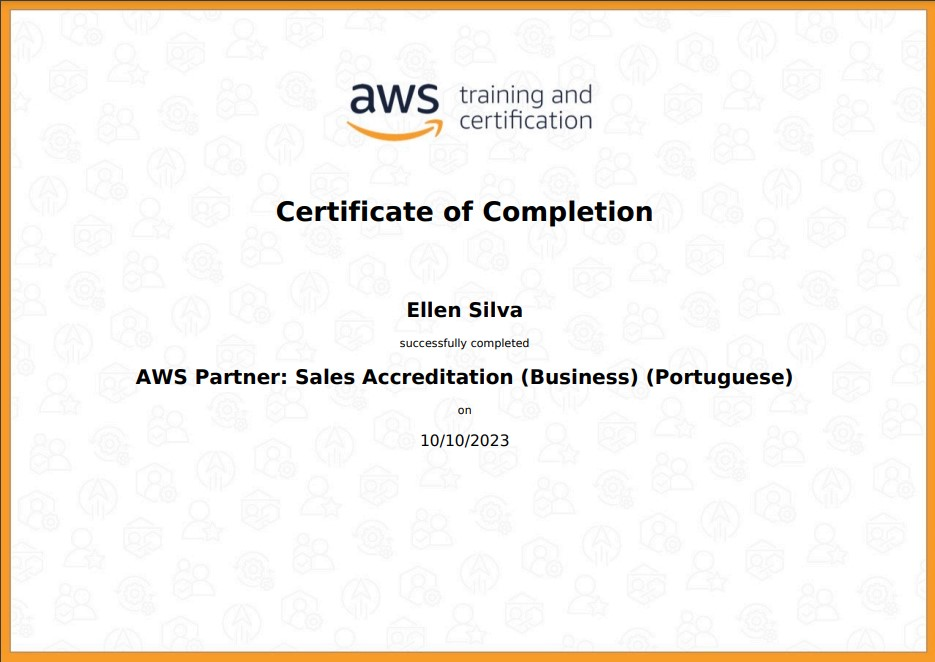 aws training and
certification
Certificate of Completion
Ellen Silva
successfully completed
AWS Partner: Sales Accreditation (Business) (Portuguese)
on
10/10/2023